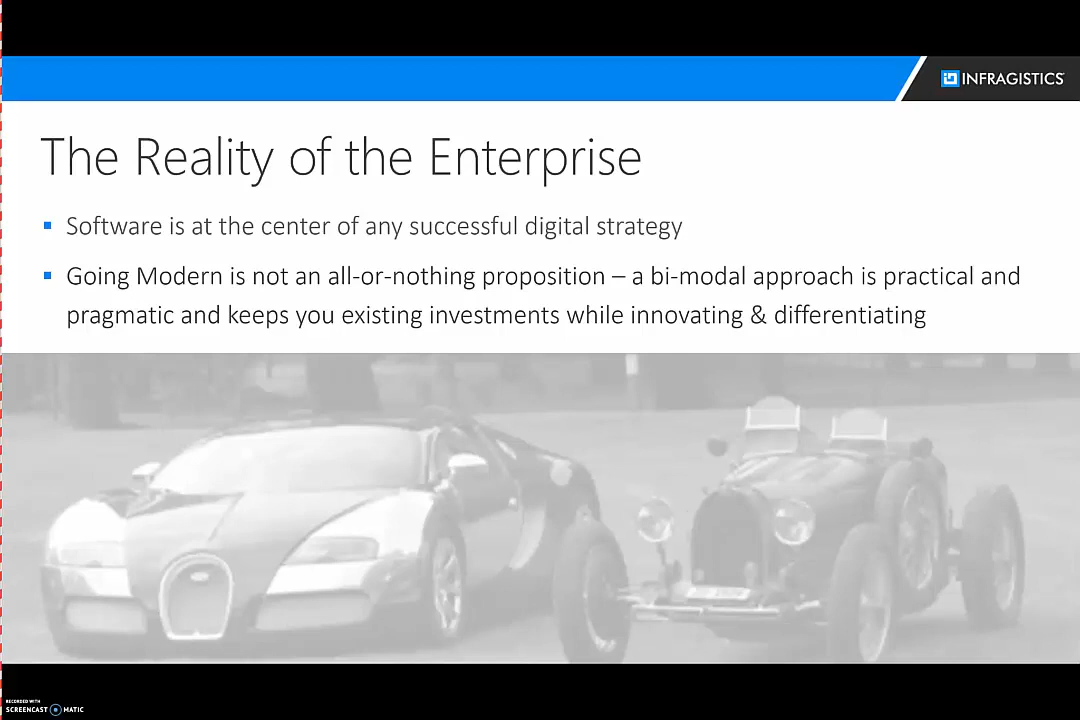 INFRAGISTICS
The Reality of the Enterprise
Software is at the center of any successful digital strategy
Going Modern is not an all-or-nothing proposition – a bi-modal approach is practical and
pragmatic and keeps you existing investments while innovating & differentiating
RECORDED WITH
SCREENCAST MATIC